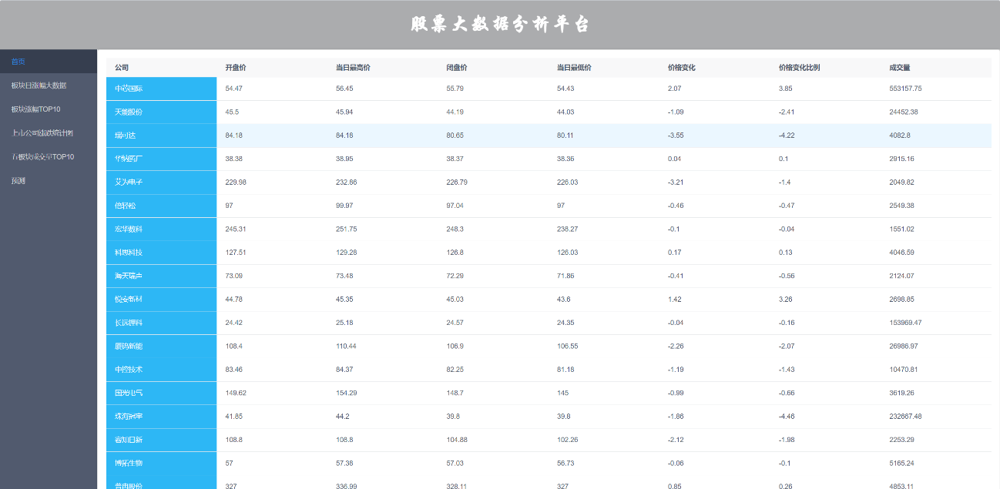 股票大数据分析平台
首页
板块日涨幅大数据
板块涨幅TOP10
上市公司涨跌统计图
五板块成交量TOP10
预测
公司 开盘价 当日最高价 闭盘价 当日最低价 价格变化 价格变化比例 成交量
中芯国际 54.47 56.45 55.79 54.43 2.07 3.85 553157.75
天能股份 45.5 45.94 44.19 44.03 -1.09 -2.41 24452.38
瑞可达 84.18 84.18 80.65 80.11 -3.55 -4.22 4082.8
华纳药厂 38.38 38.95 38.37 38.36 0.04 0.1 2915.16
艾为电子 229.98 232.86 226.79 226.03 -3.21 -1.4 2049.82
倍轻松 97 99.97 97.04 97 -0.46 -0.47 2549.38
宏华数科 245.31 251.75 248.3 238.27 -0.1 -0.04 1551.02
科思科技 127.51 129.28 126.8 126.03 0.17 0.13 4046.59
海天瑞声 73.09 73.48 72.29 71.86 -0.41 -0.56 2124.07
悦安新材 44.78 45.35 45.03 43.6 1.42 3.26 2698.85
长远锂科 24.42 25.18 24.57 24.35 -0.04 -0.16 153969.47
厦钨新能 108.4 110.44 106.9 106.55 -2.26 -2.07 26986.97
中控技术 83.46 84.37 82.25 81.18 -1.19 -1.43 10470.81
固光电气 149.62 154.29 148.7 145 -0.99 -0.66 3619.26
珠海冠宇 41.85 44.2 39.8 39.8 -1.86 -4.46 232667.48
容知日新 108.8 108.8 104.88 102.26 -2.12 -1.98 2253.29
博拓生物 57 57.38 57.03 56.73 -0.06 -0.1 5165.24
普冉股份 327 336.99 328.11 327 0.85 0.26 4853.11